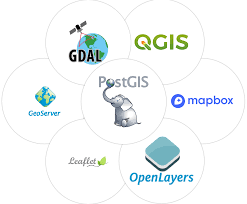 GDAL
QGIS
PostGIS
GeoServer
mapbox
Leaflet
OpenLayers